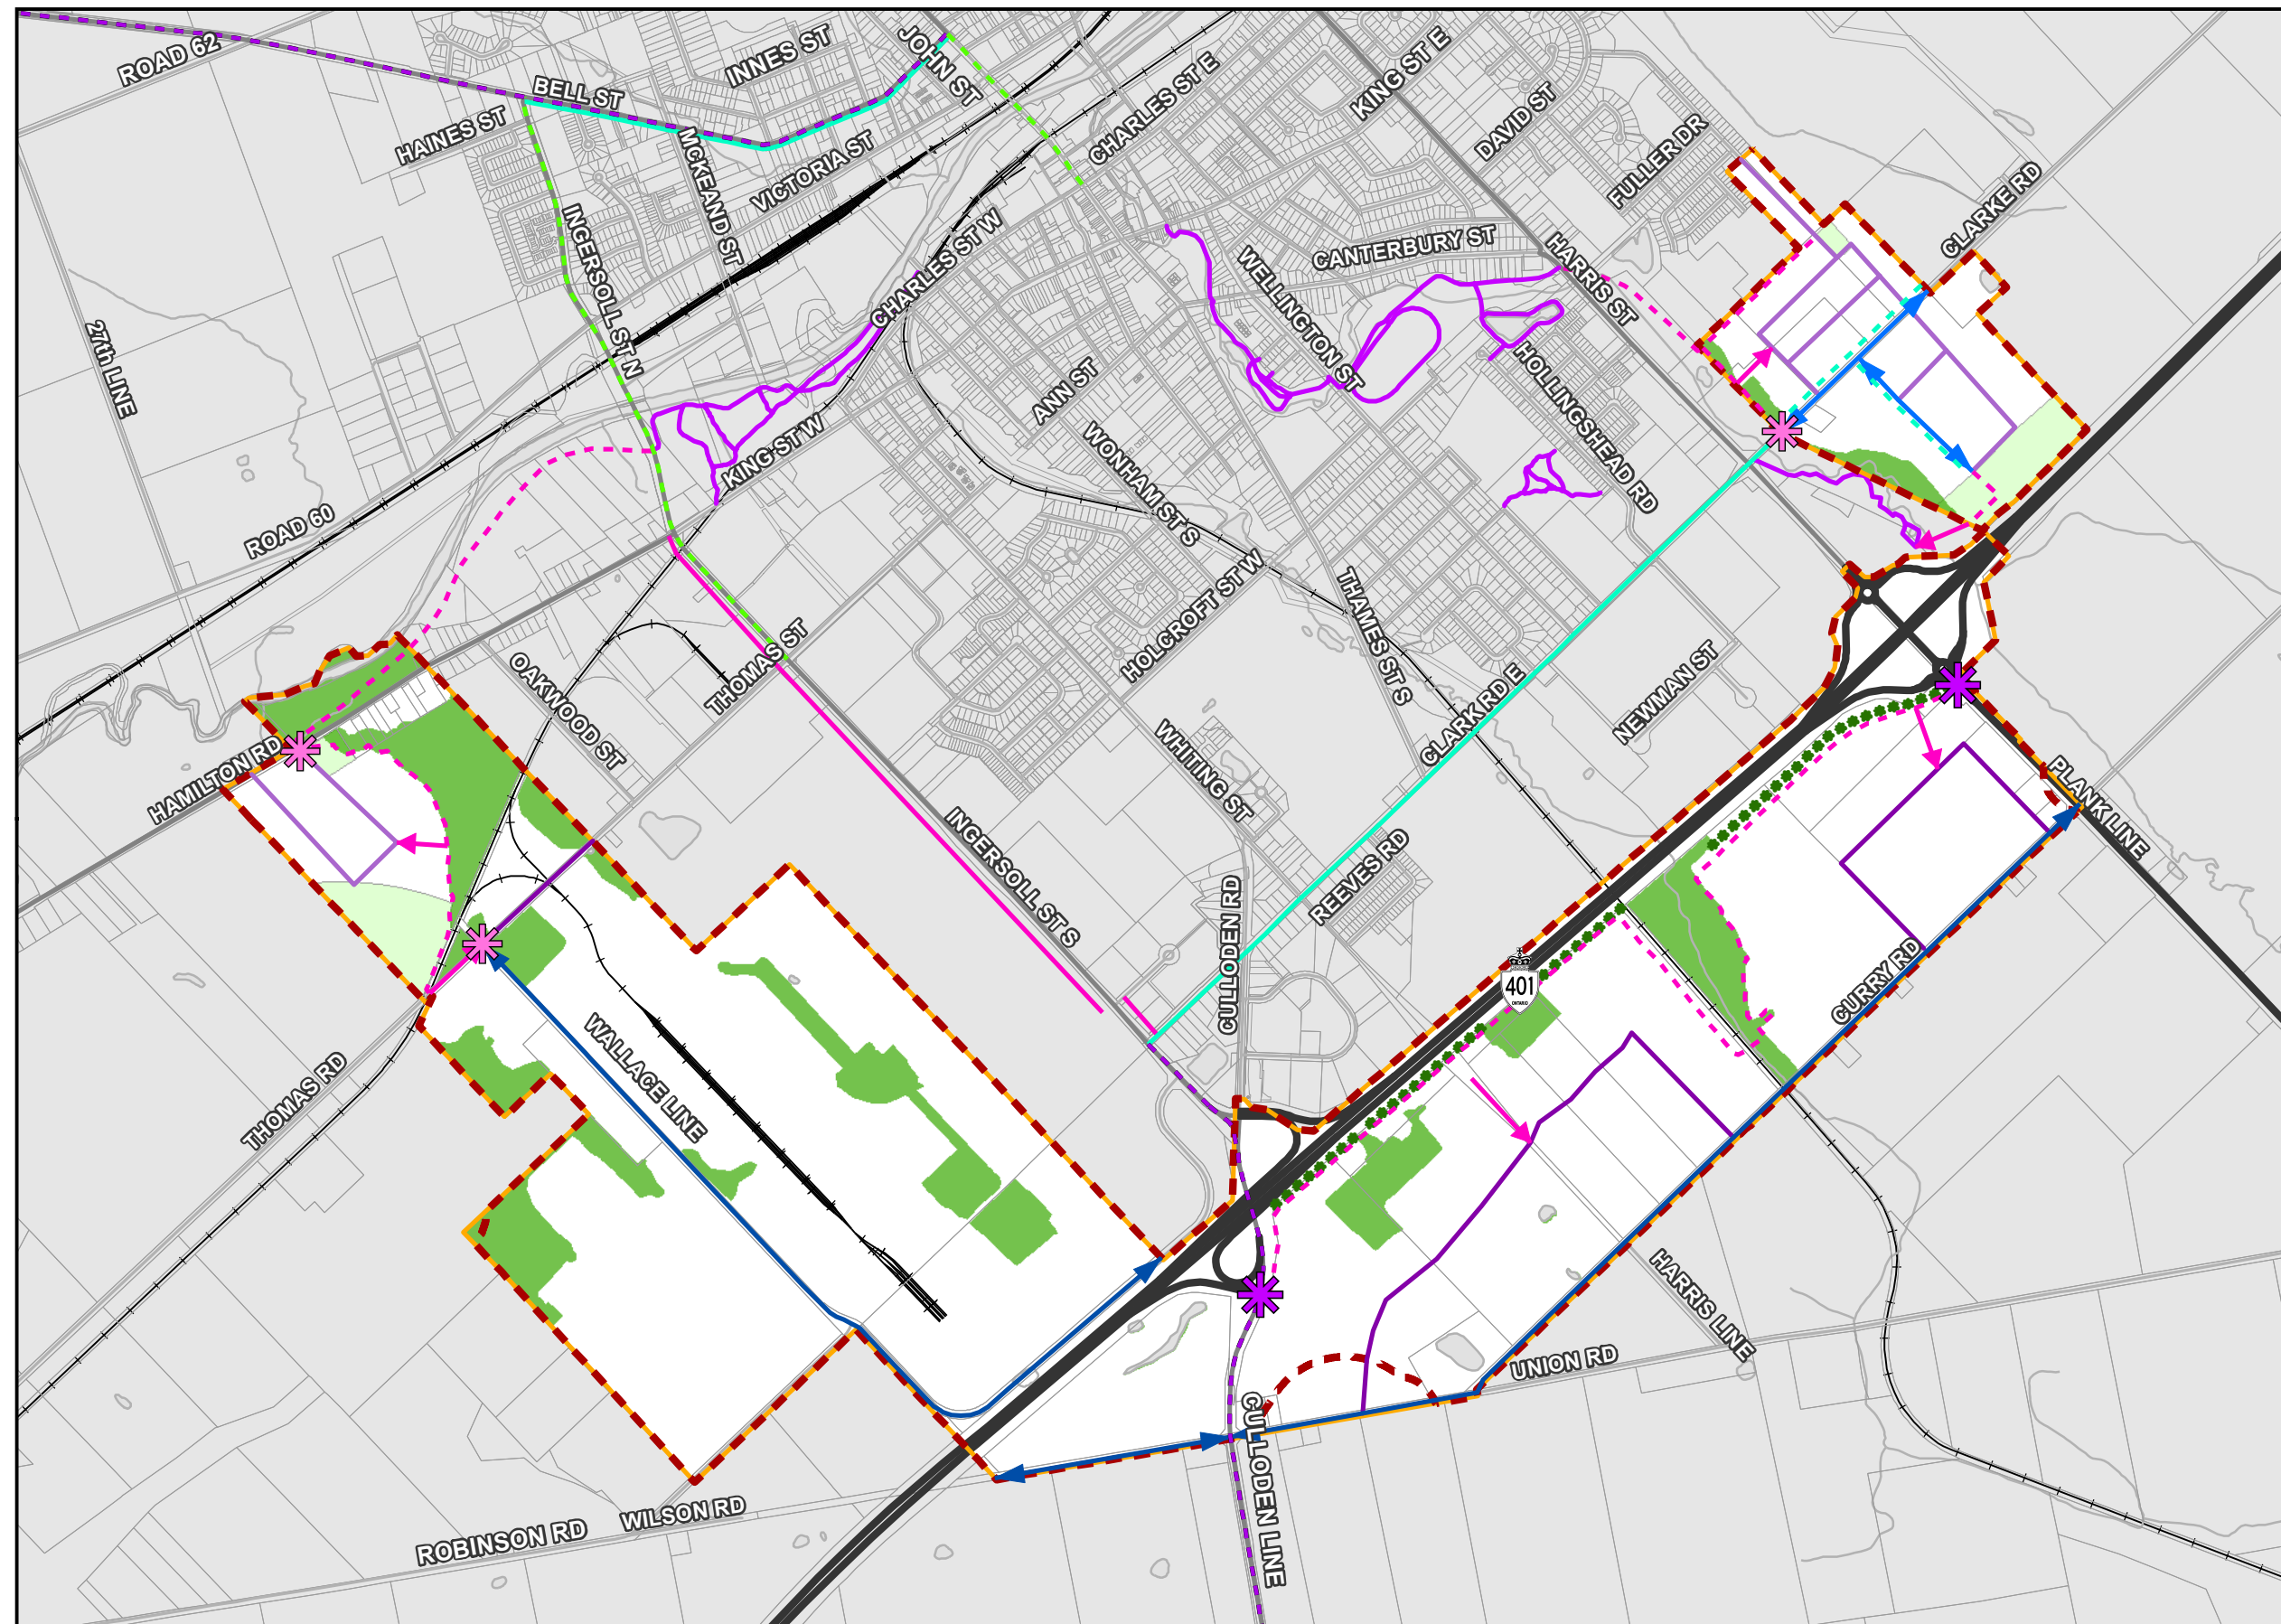 ROAD 62
INNES ST
JOHN ST
BELL ST
HAINES ST
MCKEAND ST
VICTORIA ST
CHARLES ST E
KING ST E
DAVID ST
FULLER DR
CLARKE RD
INGERSOLL ST N
CHARLES ST W
WELLINGTON ST
CANTERBURY ST
HARRIS ST
27th LINE
ANN ST
HOLLINGSHEAD RD
KING ST W
WONHAM ST S
ROAD 60
HOLCROFT ST W
THAMES ST S
OAKWOOD ST
THOMAS ST
NEWMAN ST
CLARK RD E
HAMILTON RD
WHITING ST
PLANK LINE
INGERSOLL ST S
REEVES RD
CULLODEN RD
401
ONTARIO
CURRY RD
WALLACE LINE
THOMAS RD
HARRIS LINE
UNION RD
CULLODEN LINE
WILSON RD
ROBINSON RD